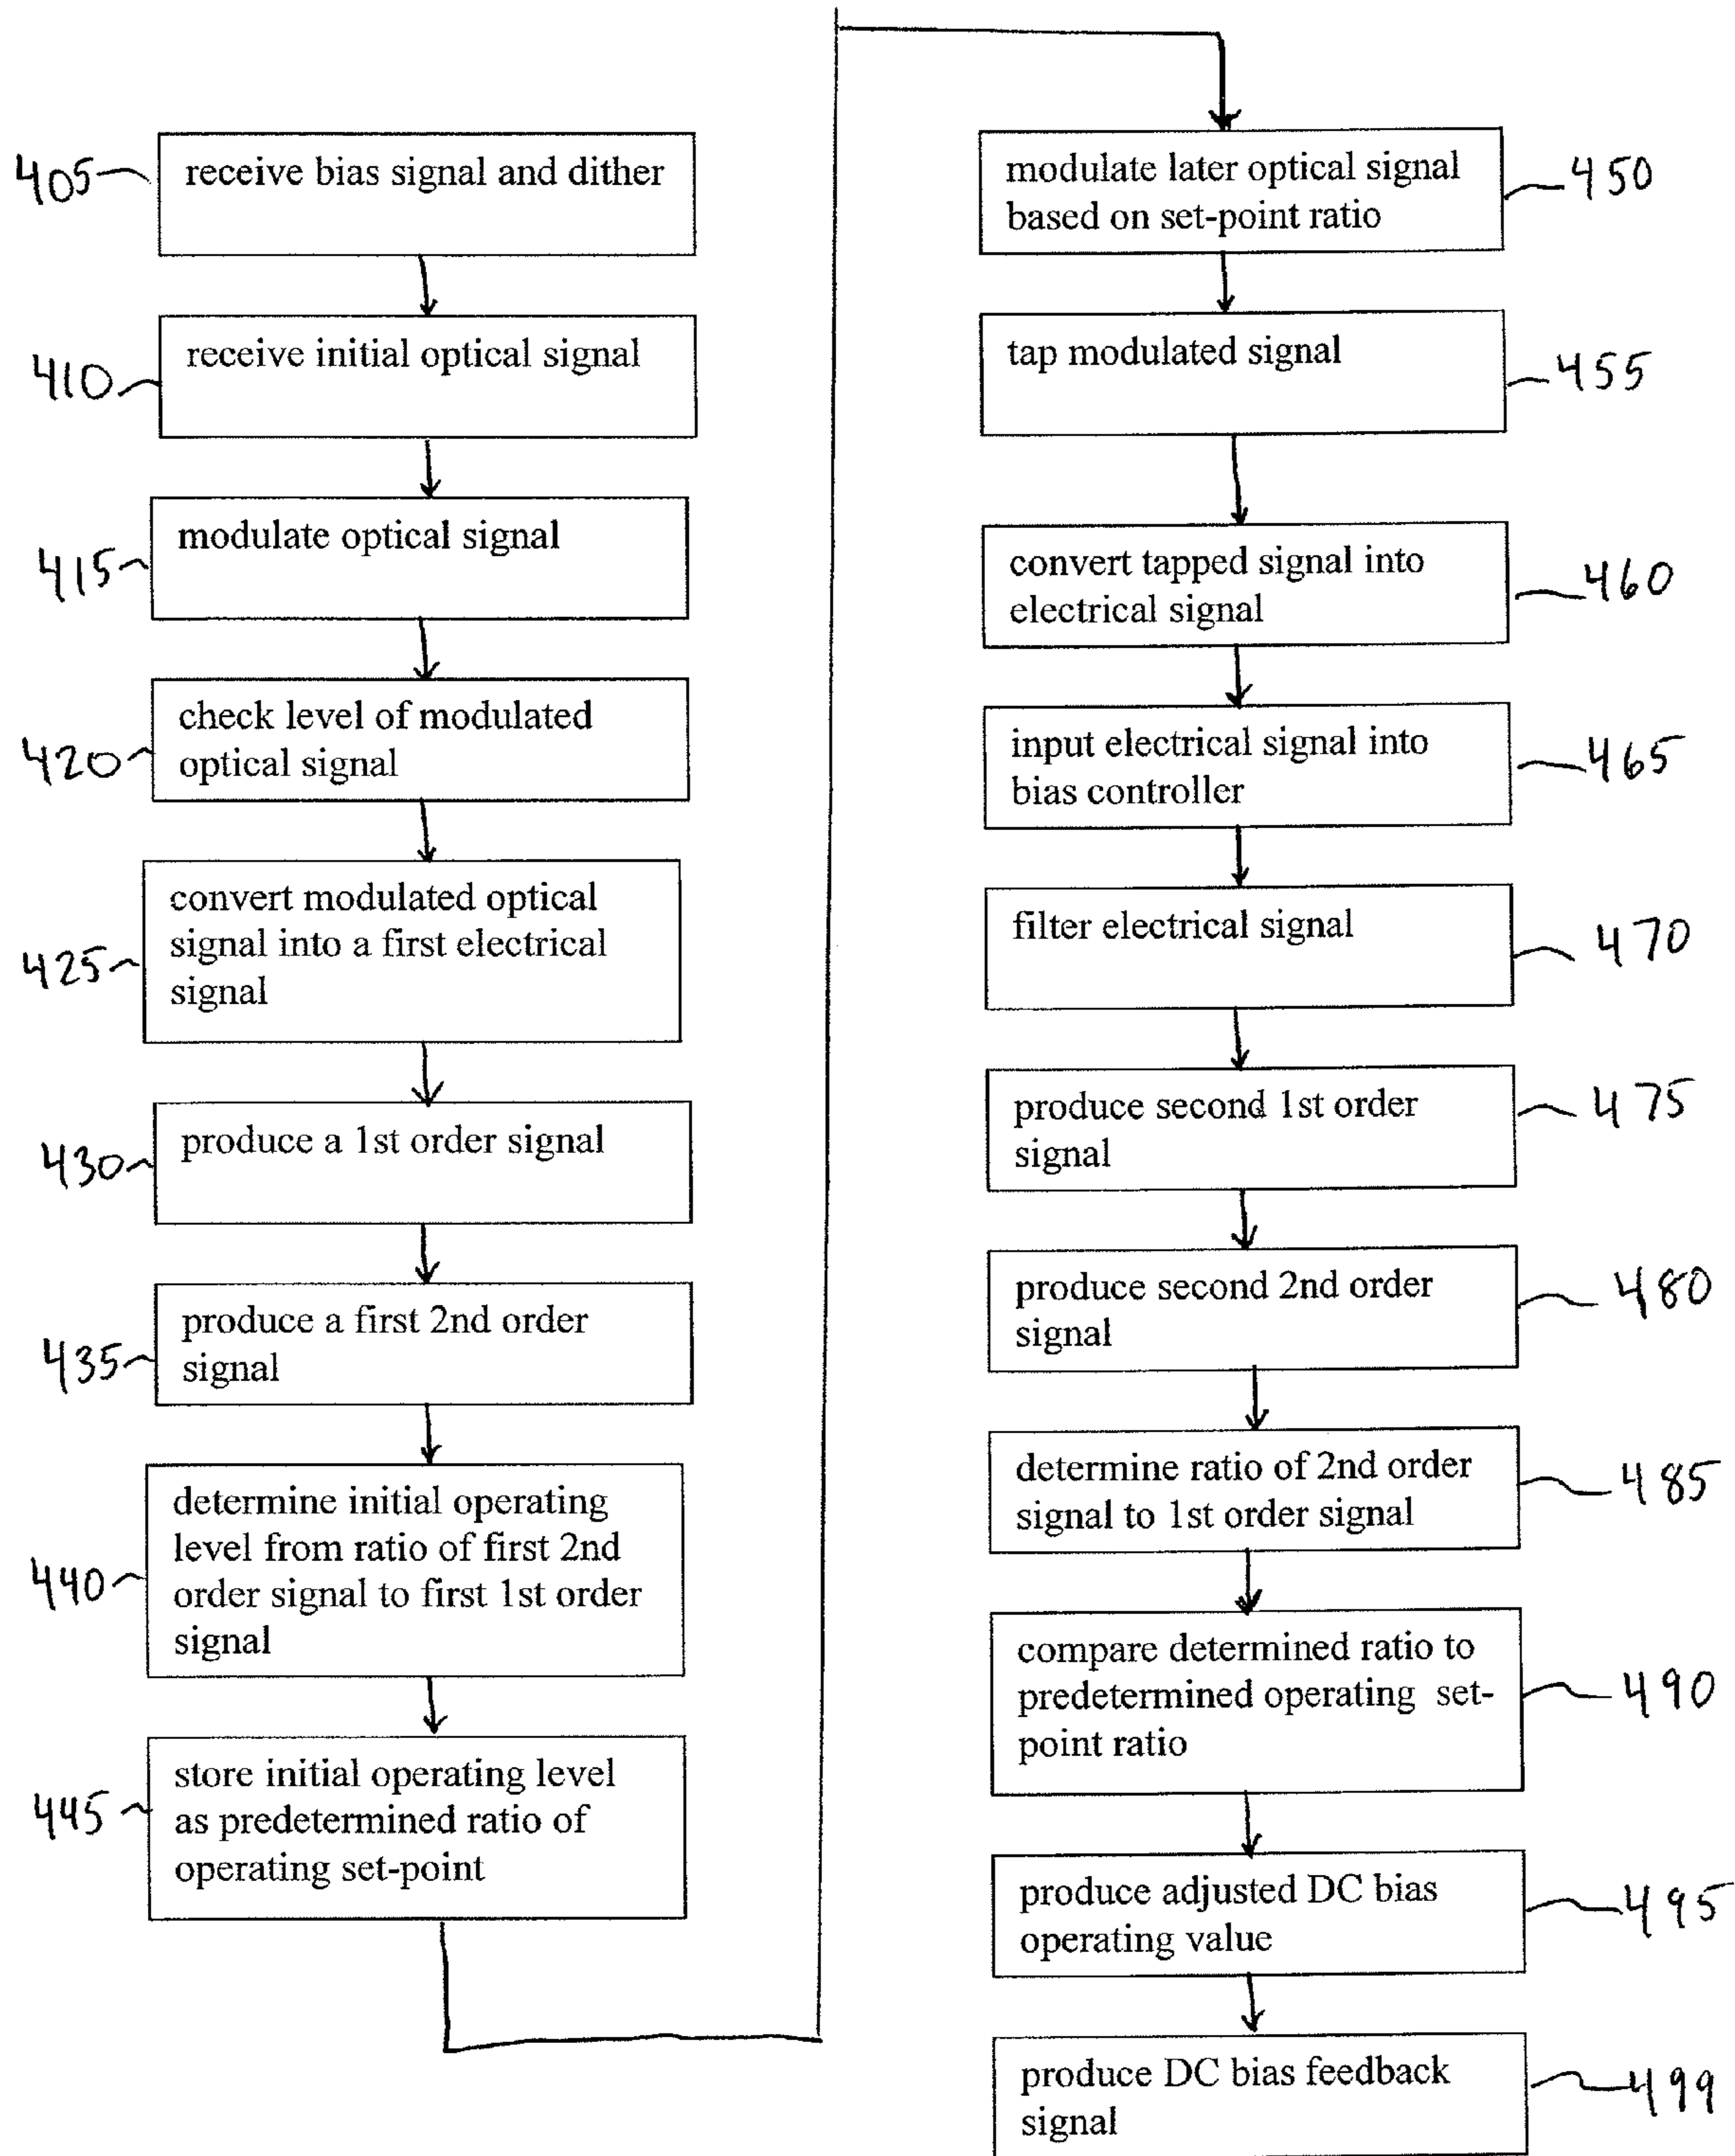 405
receive bias signal and dither
410
receive initial optical signal
415
modulate optical signal
420
check level of modulated
optical signal
425
convert modulated optical
signal into a first electrical
signal
430
produce a 1st order signal
435
produce a first 2nd order
signal
440
determine initial operating
level from ratio of first 2nd
order signal to first 1st order
signal
445
store initial operating level
as predetermined ratio of
operating set-point
modulate later optical signal
based on set-point ratio
450
tap modulated signal
455
convert tapped signal into
electrical signal
460
input electrical signal into
bias controller
465
filter electrical signal
470
produce second 1st order
signal
475
produce second 2nd order
signal
480
determine ratio of 2nd order
signal to 1st order signal
485
compare determined ratio to
predetermined operating set-
point ratio
490
produce adjusted DC bias
operating value
495
produce DC bias feedback
signal
499